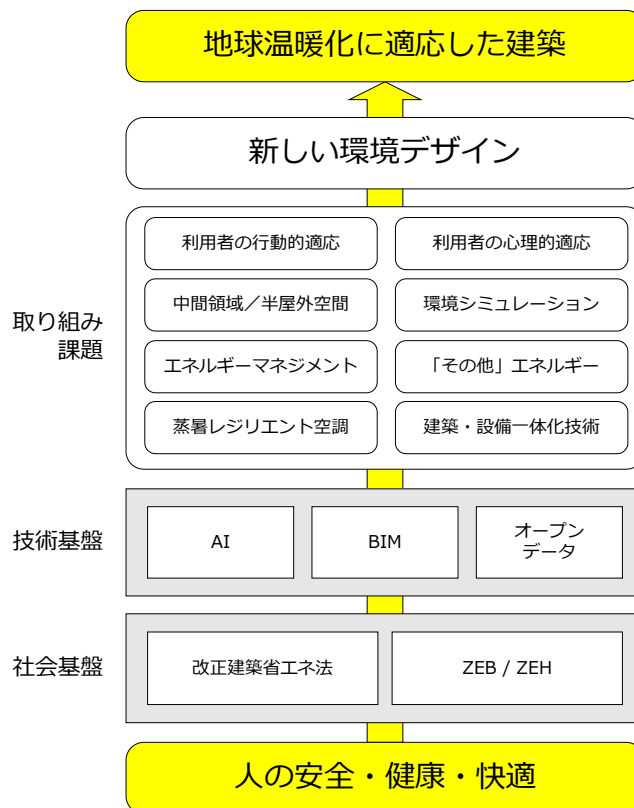 地球温暖化に適応した建築
新しい環境デザイン
取り組み
課題
利用者の行動的適応
利用者の心理的適応
中間領域／半屋外空間
環境シミュレーション
エネルギーマネジメント
「その他」エネルギー
蒸暑レジリエント空調
建築・設備一体化技術
技術基盤
AI
BIM
オープン
データ
社会基盤
改正建築省エネ法
ZEB / ZEH
人の安全・健康・快適